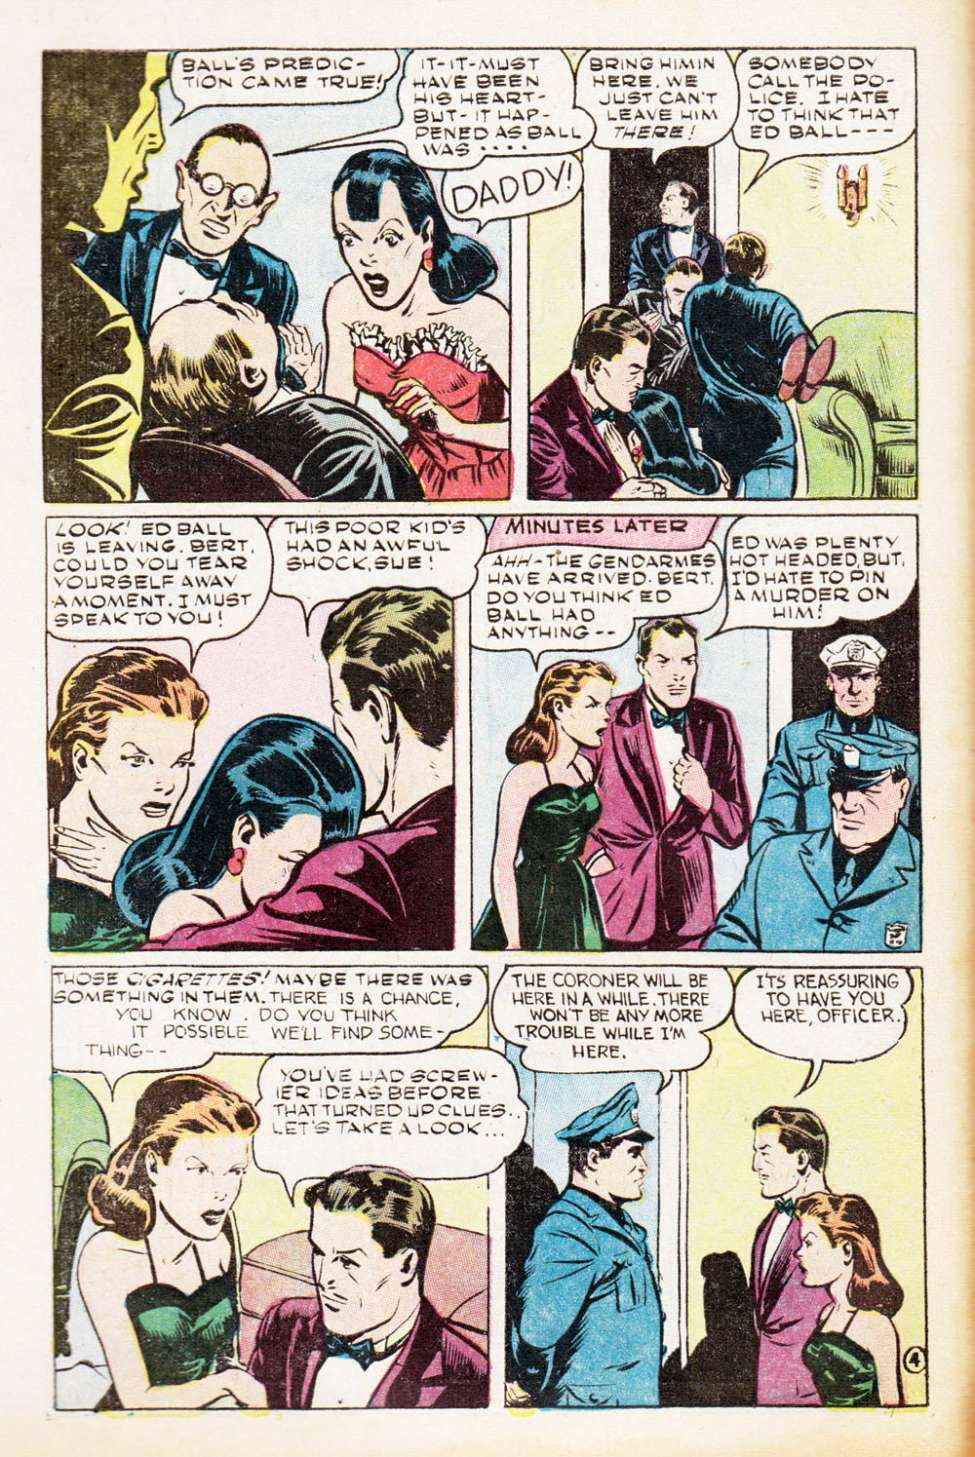 BALL'S PREDIC-
TION CAME TRUE!
IT-IT-MUST
HAVE BEEN
HIS HEART-
BUT-IT HAP-
PENED AS BALL
WAS ····
DADDY!
BRING HIM IN
HERE. WE
JUST CAN'T
LEAVE HIM
THERE!
SOMEBODY
CALL THE PO-
LICE. I HATE
TO THINK THAT
ED BALL---
LOOK! ED BALL
IS LEAVING. BERT,
COULD YOU TEAR
YOURSELF AWAY
A MOMENT. I MUST
SPEAK TO YOU!
THIS POOR KID'S
HAD AN AWFUL
SHOCK, SUE!
MINUTES LATER
AHH-THE GENDARMES
HAVE ARRIVED. BERT,
DO YOU THINK ED
BALL HAD
ANYTHING--
ED WAS PLENTY
HOT HEADED, BUT,
I'D HATE TO PIN
A MURDER ON
HIM!
THOSE CIGARETTES! MAYBE THERE WAS
SOMETHING IN THEM. THERE IS A CHANCE,
YOU KNOW. DO YOU THINK
IT POSSIBLE WE'LL FIND SOME-
THING--
YOU'VE HAD SCREW-
IER IDEAS BEFORE
THAT TURNED UP CLUES..
LET'S TAKE A LOOK...
THE CORONER WILL BE
HERE IN A WHILE. THERE
WON'T BE ANY MORE
TROUBLE WHILE I'M
HERE.
IT'S REASSURING
TO HAVE YOU
HERE, OFFICER.
4